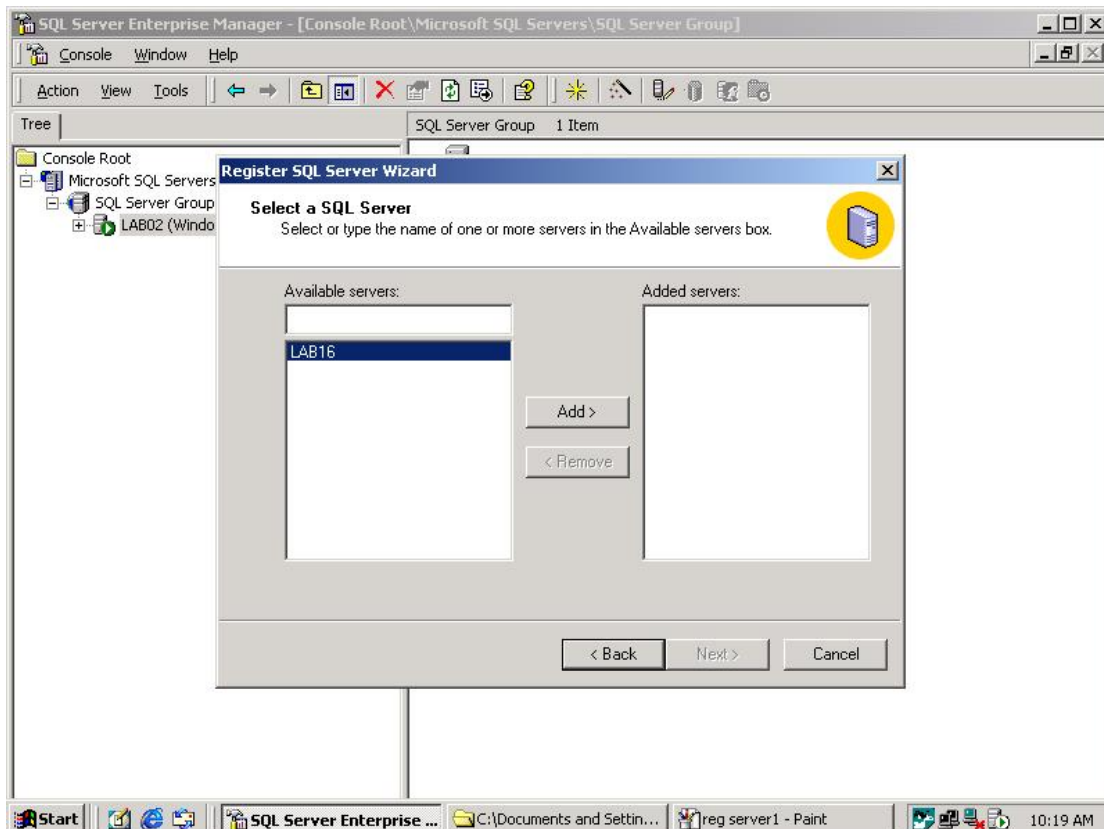 SQL Server Enterprise Manager - [Console Root\Microsoft SQL Servers\SQL Server Group]
Console Window Help
Action View Tools
Tree
SQL Server Group 1 Item
Console Root
Microsoft SQL Servers
SQL Server Group
LAB02 (Windo
Register SQL Server Wizard
Select a SQL Server
Select or type the name of one or more servers in the Available servers box.
Available servers:
Added servers:
LAB16
Add >
< Remove
< Back
Next >
Cancel
Start
SQL Server Enterprise ...
C:\Documents and Settin...
reg server1 - Paint
10:19 AM